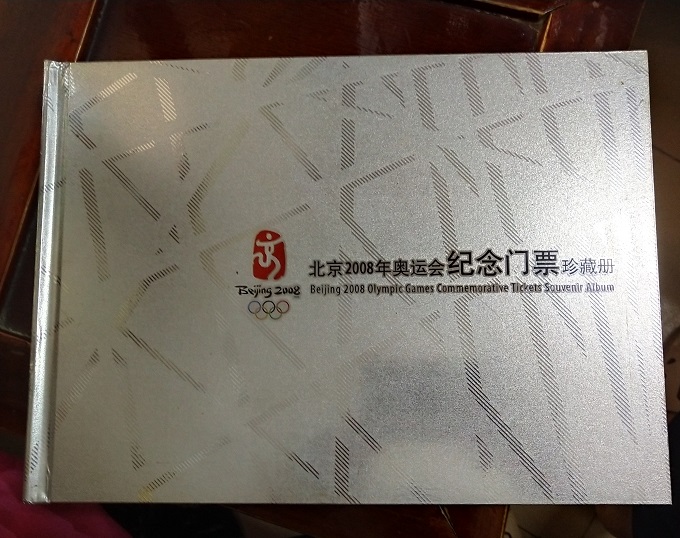 北京2008年奥运会纪念门票珍藏册
Beijing 2008 Olympic Games Commemorative Tickets Souvenir Album
Beijing 2008